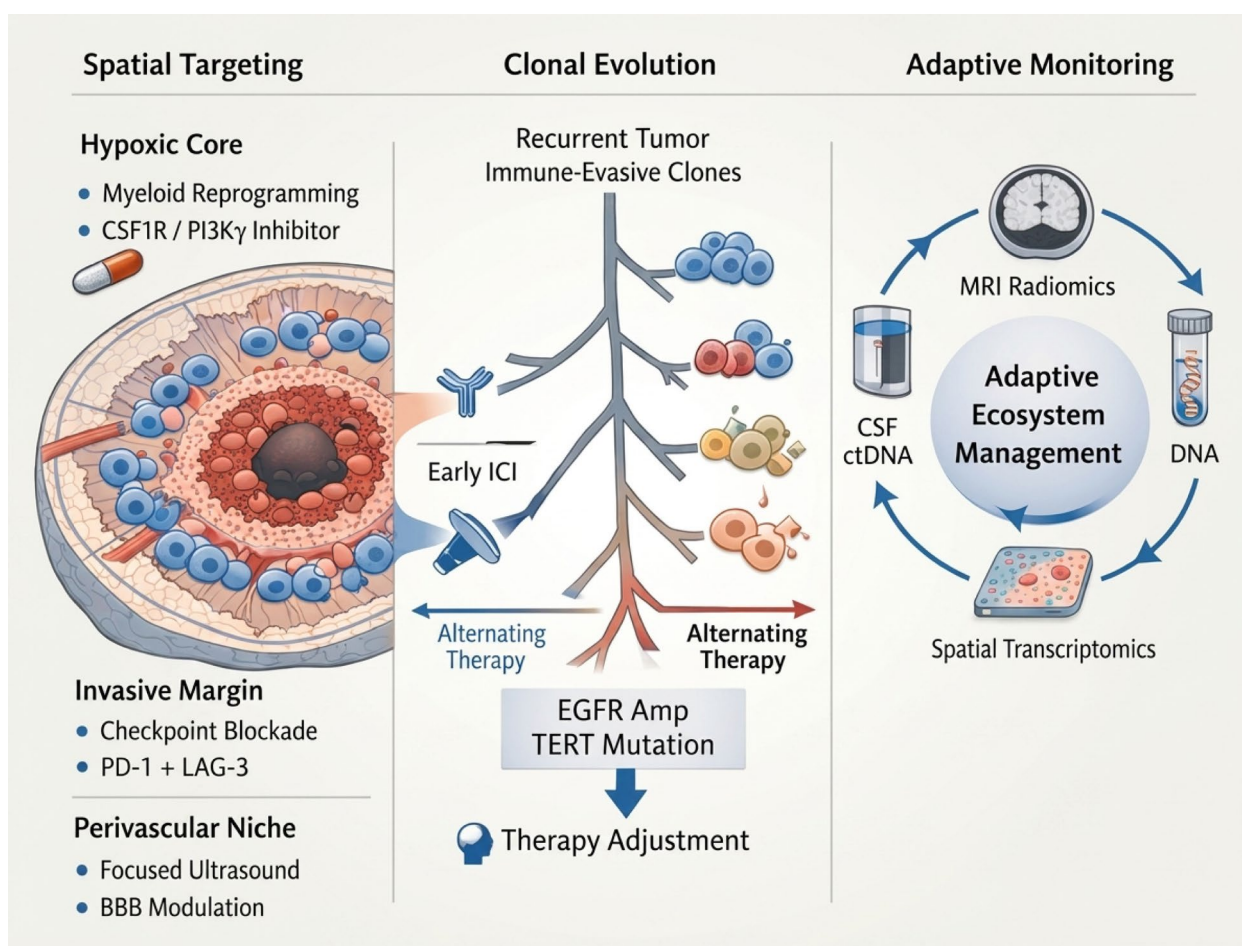 Spatial Targeting
Clonal Evolution
Adaptive Monitoring
Hypoxic Core
Myeloid Reprogramming
CSF1R / PI3Kγ Inhibitor
Invasive Margin
Checkpoint Blockade
PD-1 + LAG-3
Perivascular Niche
Focused Ultrasound
BBB Modulation
Recurrent Tumor
Immune-Evasive Clones
Early ICI
Alternating
Therapy
Alternating
Therapy
EGFR Amp
TERT Mutation
Therapy Adjustment
MRI Radiomics
Adaptive
Ecosystem
Management
CSF
ctDNA
DNA
Spatial Transcriptomics